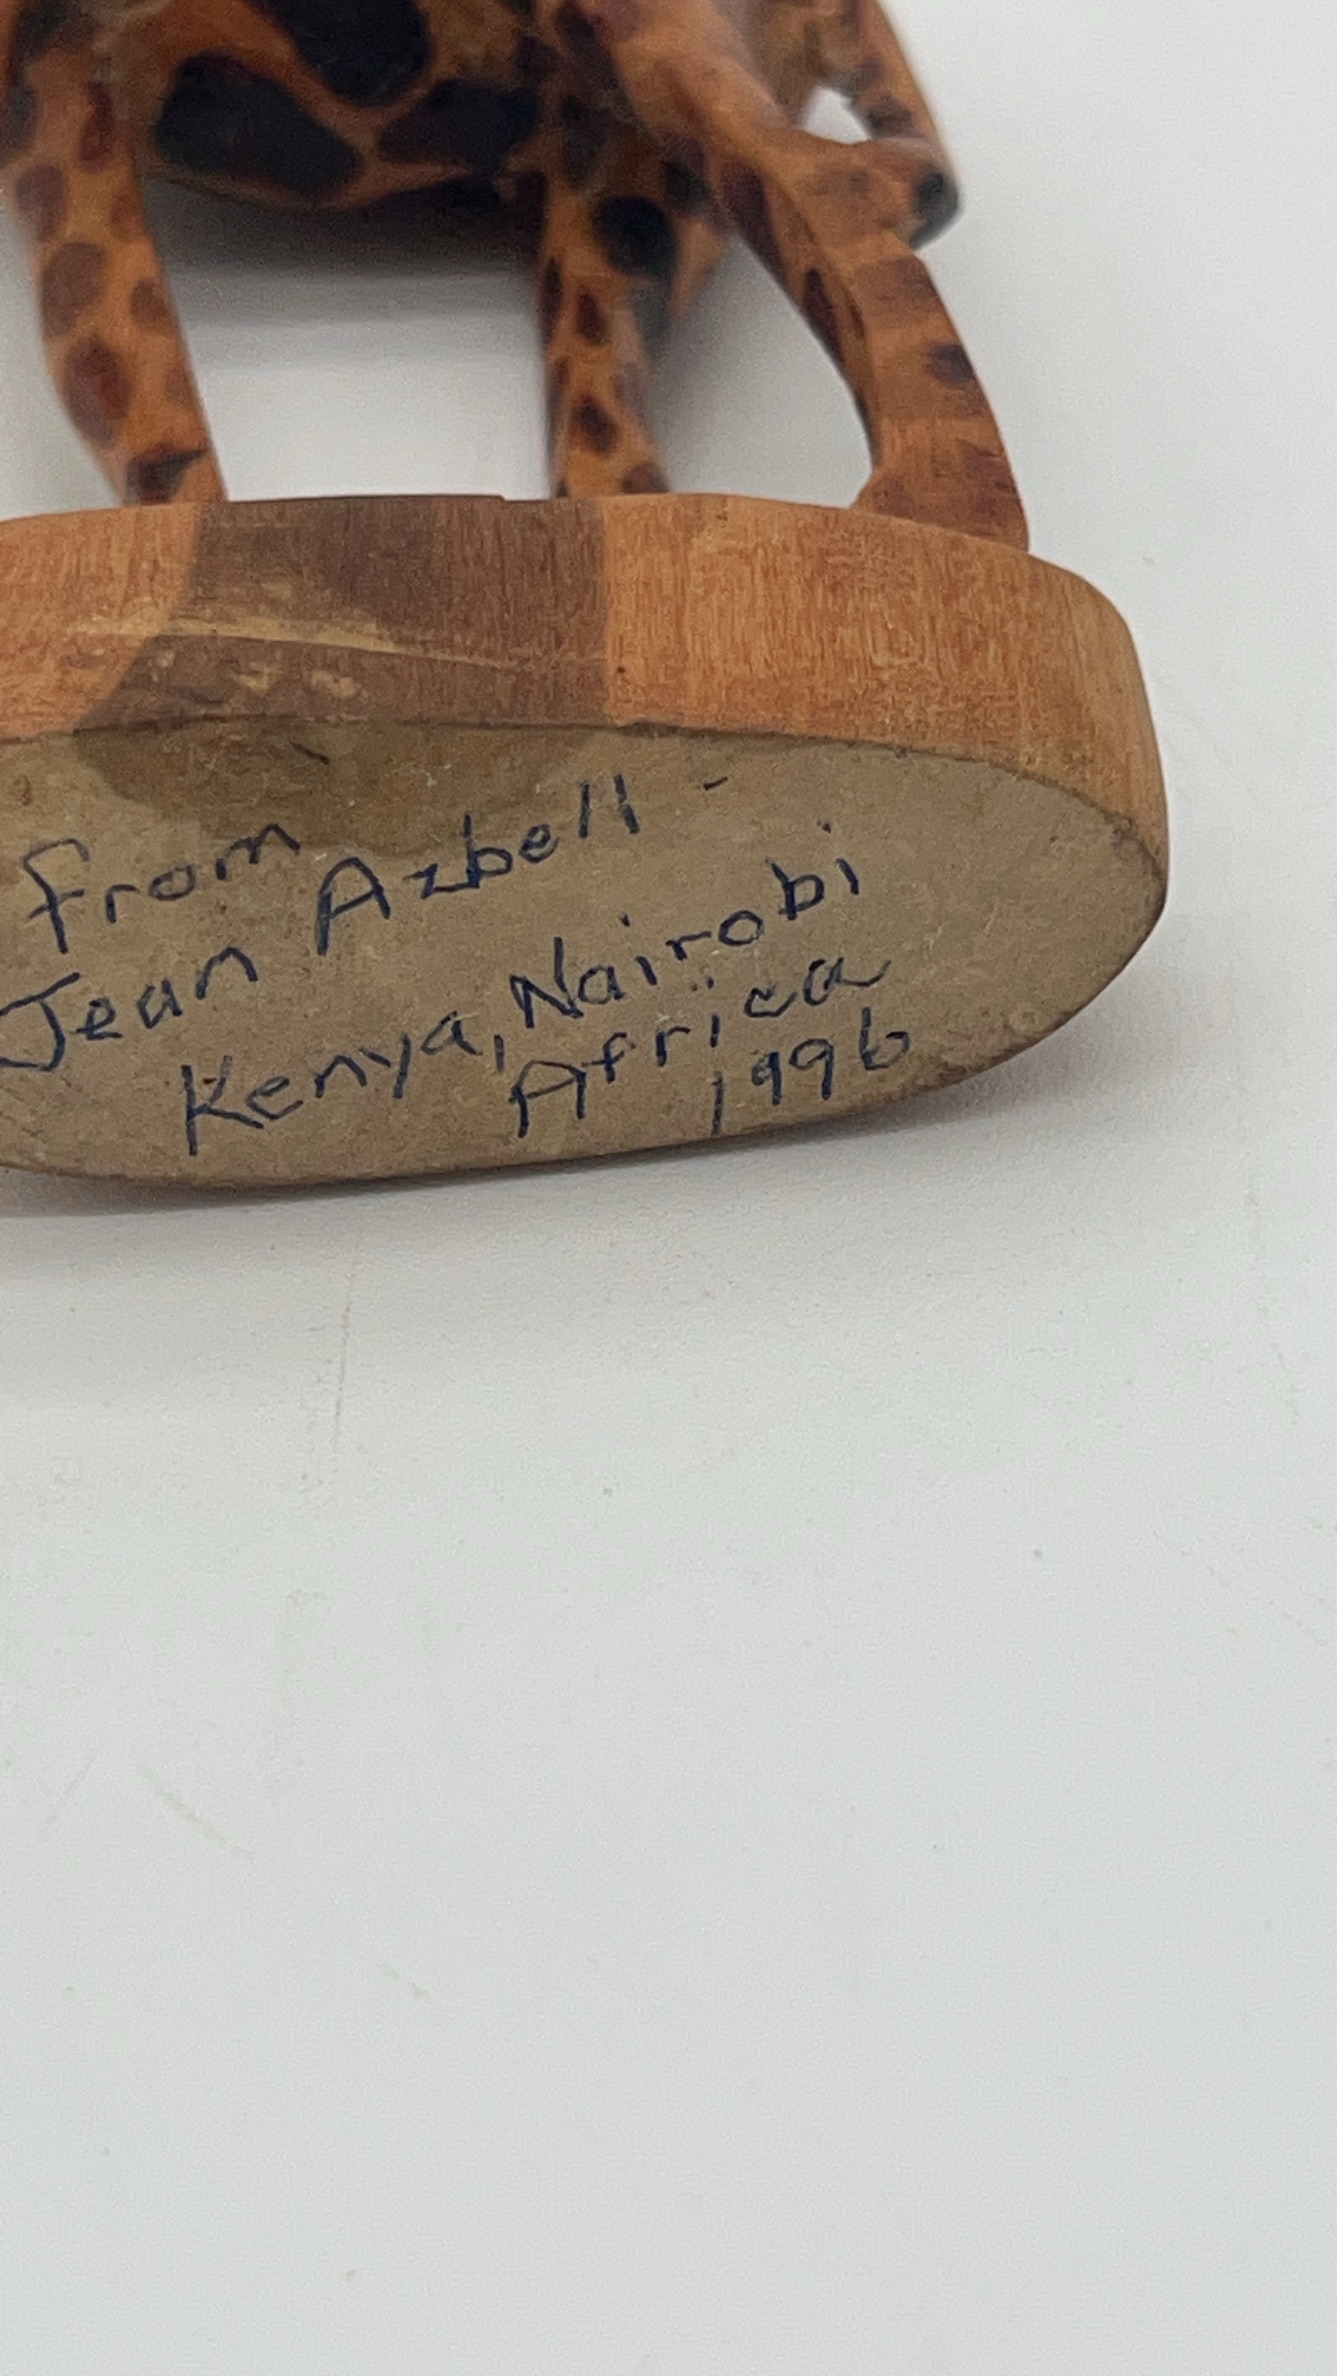 from
Jean Azbell -
Kenya, Nairobi
Africa
1996